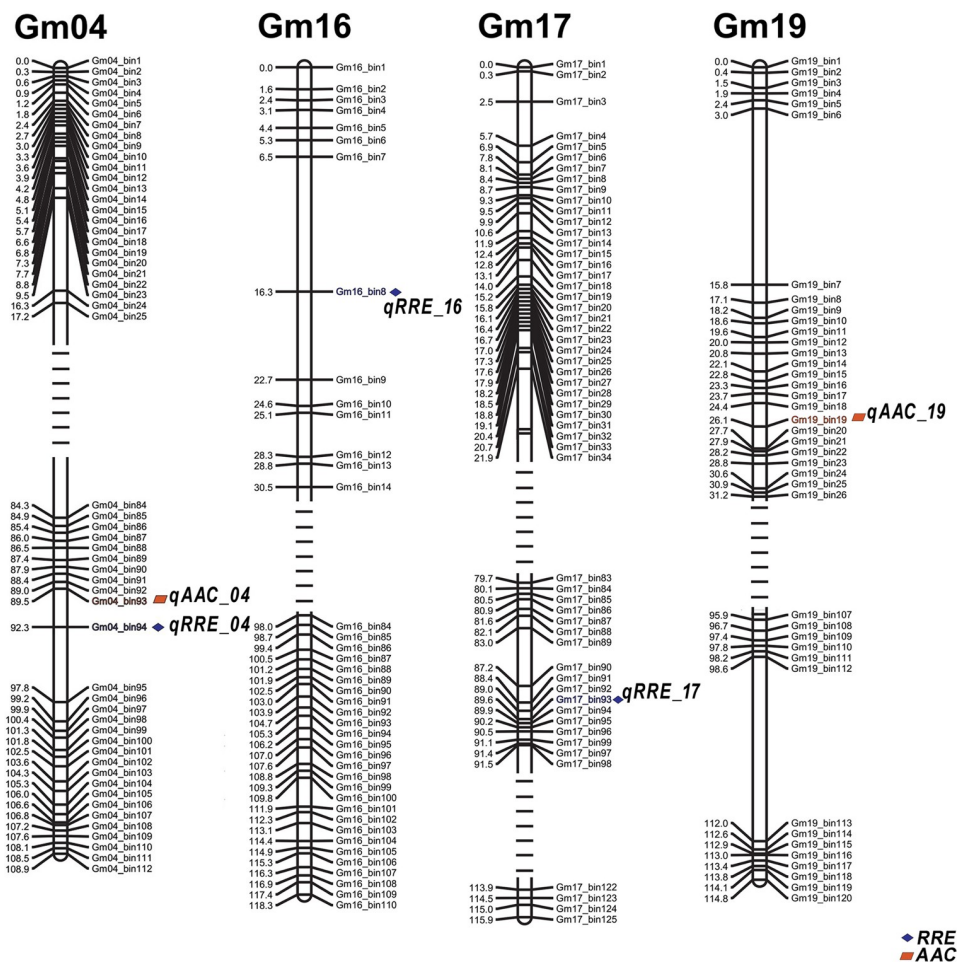 Gm04
0.0 Gm04_bin1
0.3 Gm04_bin2
0.6 Gm04_bin3
0.9 Gm04_bin4
1.2 Gm04_bin5
1.8 Gm04_bin6
2.4 Gm04_bin7
2.7 Gm04_bin8
3.0 Gm04_bin9
3.3 Gm04_bin10
3.6 Gm04_bin11
3.9 Gm04_bin12
4.2 Gm04_bin13
4.8 Gm04_bin14
5.1 Gm04_bin15
5.4 Gm04_bin16
5.7 Gm04_bin17
6.6 Gm04_bin18
6.8 Gm04_bin19
7.3 Gm04_bin20
7.7 Gm04_bin21
8.8 Gm04_bin22
9.5 Gm04_bin23
16.3 Gm04_bin24
17.2 Gm04_bin25
84.3 Gm04_bin84
84.9 Gm04_bin85
85.4 Gm04_bin86
86.0 Gm04_bin87
86.5 Gm04_bin88
87.4 Gm04_bin89
87.9 Gm04_bin90
88.4 Gm04_bin91
89.0 Gm04_bin92
89.5 Gm04_bin93 qAAC_04
92.3 Gm04_bin94 qRRE_04
97.8 Gm04_bin95
99.2 Gm04_bin96
99.9 Gm04_bin97
100.4 Gm04_bin98
101.3 Gm04_bin99
101.8 Gm04_bin100
102.5 Gm04_bin101
103.6 Gm04_bin102
104.3 Gm04_bin103
105.3 Gm04_bin104
106.0 Gm04_bin105
106.6 Gm04_bin106
106.8 Gm04_bin107
107.2 Gm04_bin108
107.6 Gm04_bin109
108.1 Gm04_bin110
108.5 Gm04_bin111
108.9 Gm04_bin112
Gm16
0.0 Gm16_bin1
1.6 Gm16_bin2
2.4 Gm16_bin3
3.1 Gm16_bin4
4.4 Gm16_bin5
5.3 Gm16_bin6
6.5 Gm16_bin7
16.3 Gm16_bin8
qRRE_16
22.7 Gm16_bin9
24.6 Gm16_bin10
25.1 Gm16_bin11
28.3 Gm16_bin12
28.8 Gm16_bin13
30.5 Gm16_bin14
98.0 Gm16_bin84
98.7 Gm16_bin85
99.4 Gm16_bin86
100.5 Gm16_bin87
101.2 Gm16_bin88
101.9 Gm16_bin89
102.5 Gm16_bin90
103.0 Gm16_bin91
103.9 Gm16_bin92
104.7 Gm16_bin93
105.3 Gm16_bin94
106.2 Gm16_bin95
107.0 Gm16_bin96
107.6 Gm16_bin97
108.8 Gm16_bin98
109.3 Gm16_bin99
109.8 Gm16_bin100
111.9 Gm16_bin101
112.3 Gm16_bin102
113.1 Gm16_bin103
114.4 Gm16_bin104
114.9 Gm16_bin105
115.3 Gm16_bin106
116.3 Gm16_bin107
116.9 Gm16_bin108
117.4 Gm16_bin109
118.3 Gm16_bin110
Gm17
0.0 Gm17_bin1
0.3 Gm17_bin2
2.5 Gm17_bin3
5.7 Gm17_bin4
6.9 Gm17_bin5
7.8 Gm17_bin6
8.1 Gm17_bin7
8.4 Gm17_bin8
8.7 Gm17_bin9
9.3 Gm17_bin10
9.5 Gm17_bin11
9.9 Gm17_bin12
10.6 Gm17_bin13
11.9 Gm17_bin14
12.4 Gm17_bin15
12.8 Gm17_bin16
13.1 Gm17_bin17
14.0 Gm17_bin18
15.2 Gm17_bin19
15.8 Gm17_bin20
16.1 Gm17_bin21
16.4 Gm17_bin22
16.7 Gm17_bin23
17.0 Gm17_bin24
17.3 Gm17_bin25
17.6 Gm17_bin26
17.9 Gm17_bin27
18.2 Gm17_bin28
18.5 Gm17_bin29
18.8 Gm17_bin30
19.1 Gm17_bin31
20.4 Gm17_bin32
20.7 Gm17_bin33
21.9 Gm17_bin34
79.7 Gm17_bin83
80.1 Gm17_bin84
80.5 Gm17_bin85
80.9 Gm17_bin86
81.6 Gm17_bin87
82.1 Gm17_bin88
83.0 Gm17_bin89
87.2 Gm17_bin90
88.4 Gm17_bin91
89.0 Gm17_bin92
89.6 Gm17_bin93 qRRE_17
89.9 Gm17_bin94
90.2 Gm17_bin95
90.5 Gm17_bin96
91.1 Gm17_bin99
91.4 Gm17_bin97
91.5 Gm17_bin98
113.9 Gm17_bin122
114.5 Gm17_bin123
115.0 Gm17_bin124
115.9 Gm17_bin125
Gm19
0.0 Gm19_bin1
0.4 Gm19_bin2
1.5 Gm19_bin3
1.9 Gm19_bin4
2.4 Gm19_bin5
3.0 Gm19_bin6
15.8 Gm19_bin7
17.1 Gm19_bin8
18.2 Gm19_bin9
18.6 Gm19_bin10
19.6 Gm19_bin11
20.0 Gm19_bin12
20.8 Gm19_bin13
22.1 Gm19_bin14
22.8 Gm19_bin15
23.3 Gm19_bin16
23.7 Gm19_bin17
24.4 Gm19_bin18
26.1 Gm19_bin19 qAAC_19
27.7 Gm19_bin20
27.9 Gm19_bin21
28.2 Gm19_bin22
28.8 Gm19_bin23
30.6 Gm19_bin24
30.9 Gm19_bin25
31.2 Gm19_bin26
95.9 Gm19_bin107
96.7 Gm19_bin108
97.4 Gm19_bin109
97.8 Gm19_bin110
98.2 Gm19_bin111
98.6 Gm19_bin112
112.0 Gm19_bin113
112.6 Gm19_bin114
112.9 Gm19_bin115
113.0 Gm19_bin116
113.4 Gm19_bin117
113.8 Gm19_bin118
114.1 Gm19_bin119
114.8 Gm19_bin120
RRE
AAC